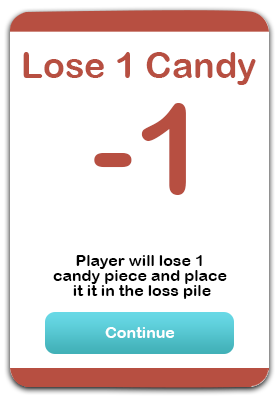 Lose 1 Candy
-1
Player will lose 1
candy piece and place
it it in the loss pile
Continue